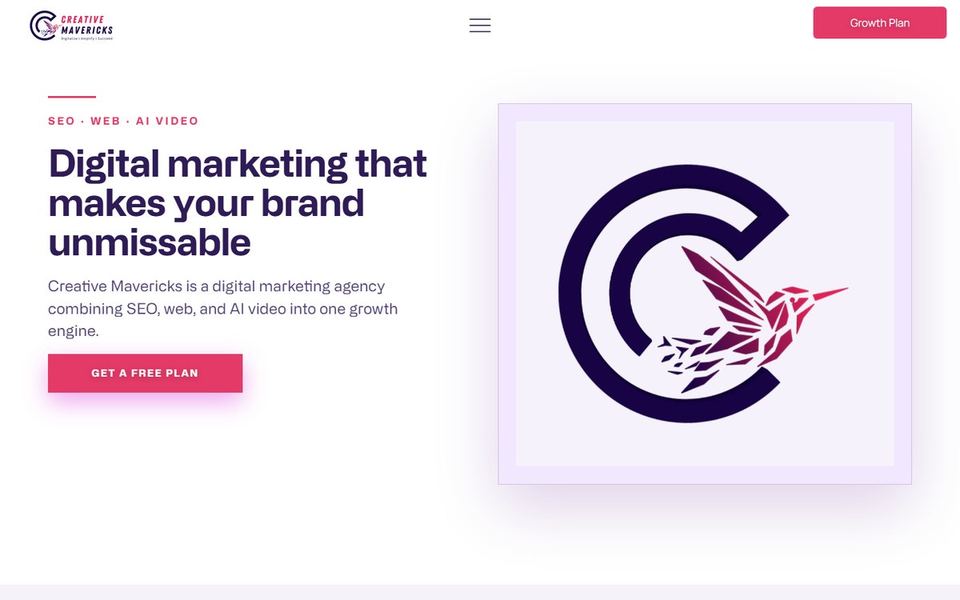 CREATIVE
MAVERICKS
Growth Plan
SEO · WEB · AI VIDEO
Digital marketing that
makes your brand
unmissable
Creative Mavericks is a digital marketing agency
combining SEO, web, and AI video into one growth
engine.
GET A FREE PLAN